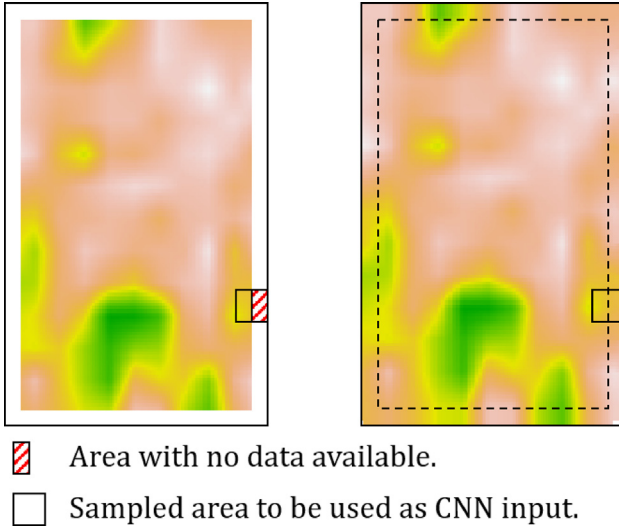 Area with no data available.
Sampled area to be used as CNN input.